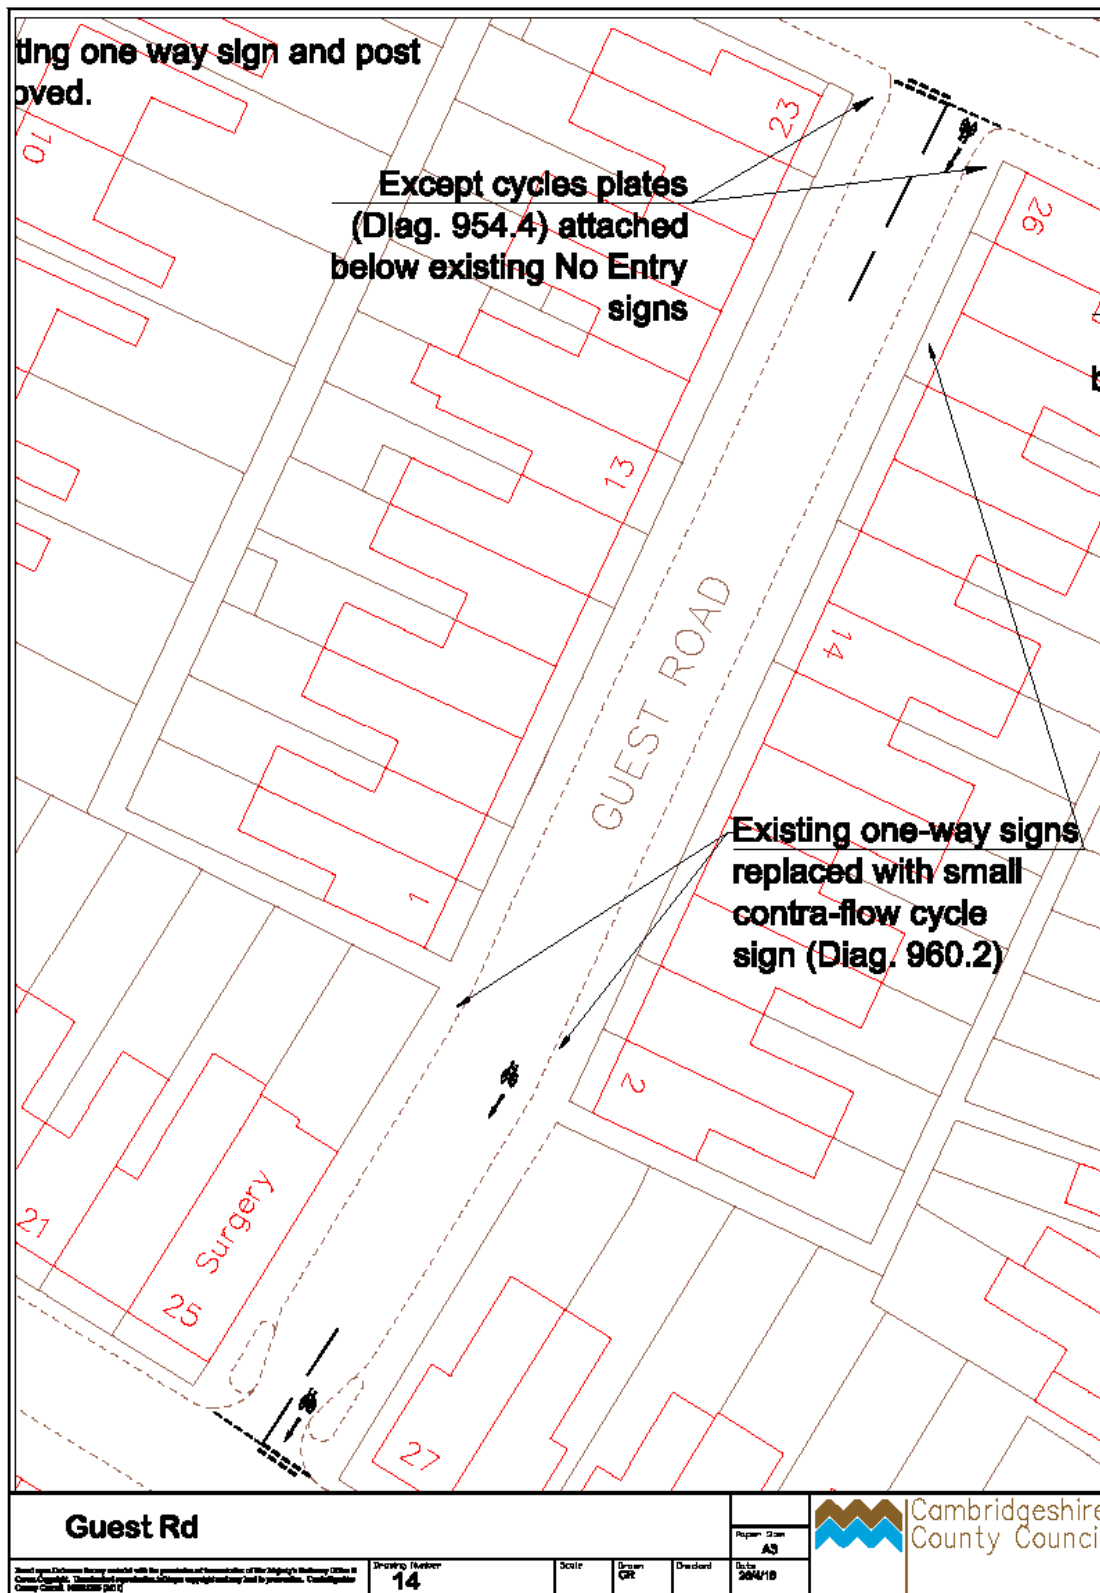 ting one way sign and post
oved.
10
23
Except cycles plates
(Diag. 954.4) attached
below existing No Entry
signs
26
13
GUEST ROAD
14
Existing one-way signs
replaced with small
contra-flow cycle
sign (Diag. 960.2)
1
2
Surgery
21
25
27
Guest Rd
Paper Size
A3
Cambridgeshire
County Counci
Drawing Number
14
Scale
Drawn
CR
Checked
Date